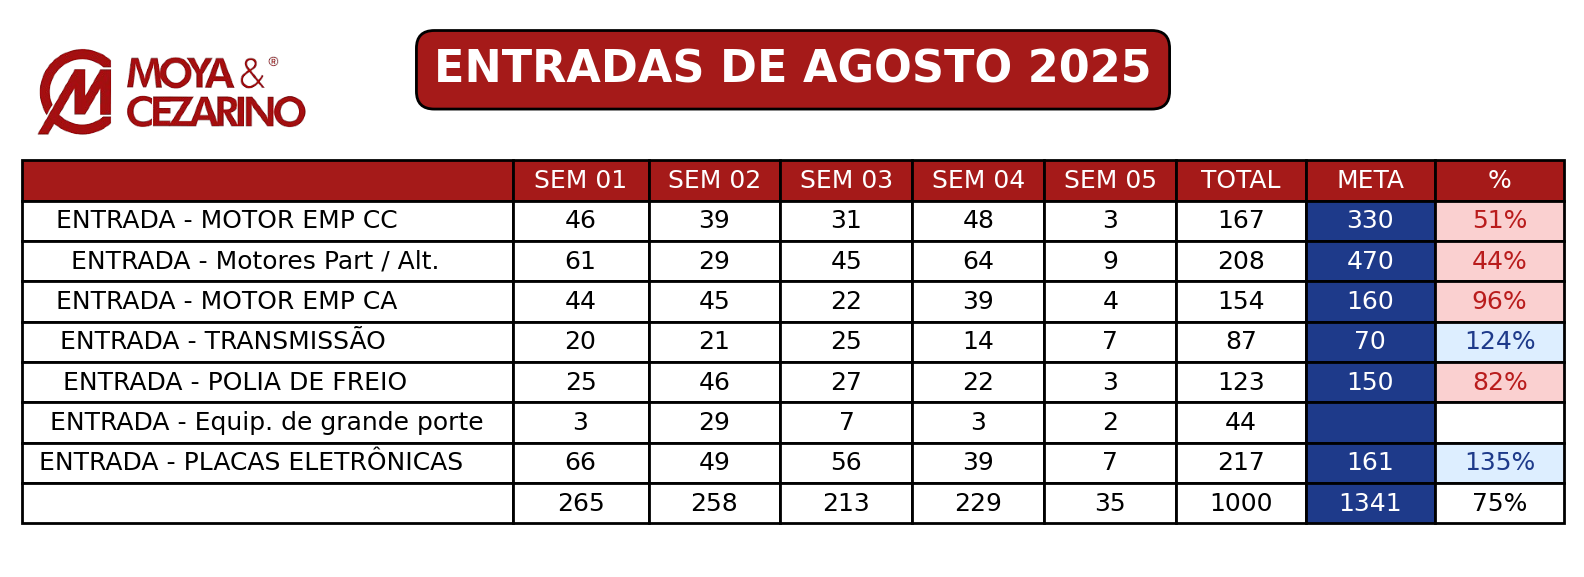 MOYA &®
CEZARINO
ENTRADAS DE AGOSTO 2025
SEM 01 SEM 02 SEM 03 SEM 04 SEM 05 TOTAL META %
ENTRADA - MOTOR EMP CC 46 39 31 48 3 167 330 51%
ENTRADA - Motores Part / Alt. 61 29 45 64 9 208 470 44%
ENTRADA - MOTOR EMP CA 44 45 22 39 4 154 160 96%
ENTRADA - TRANSMISSÃO 20 21 25 14 7 87 70 124%
ENTRADA - POLIA DE FREIO 25 46 27 22 3 123 150 82%
ENTRADA - Equip. de grande porte 3 29 7 3 2 44
ENTRADA - PLACAS ELETRÔNICAS 66 49 56 39 7 217 161 135%
265 258 213 229 35 1000 1341 75%